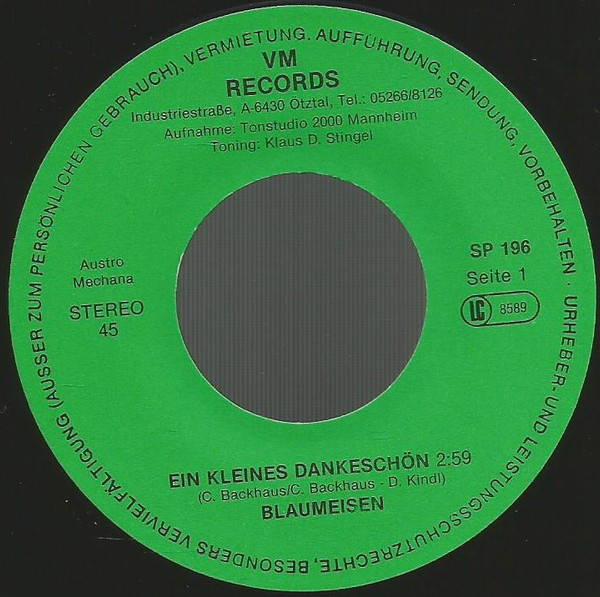 VM
RECORDS
Industriestraße, A-6430 Ötztal, Tel.: 05266/8126
Aufnahme: Tonstudio 2000 Mannheim
Toning: Klaus D. Stingel
Austro
Mechana
STEREO
45
SP 196
Seite 1
LC 8589
EIN KLEINES DANKESCHÖN 2:59
(C. Backhaus/C. Backhaus - D. Kindl)
BLAUMEISEN
URHEBER- UND LEISTUNGSSCHUTZRECHTE, BESONDERS VERVIELFÄLTIGUNG (AUSSER ZUM PERSÖNLICHEN GEBRAUCH), VERMIETUNG. AUFFÜHRUNG, SENDUNG, VORBEHALTEN ·